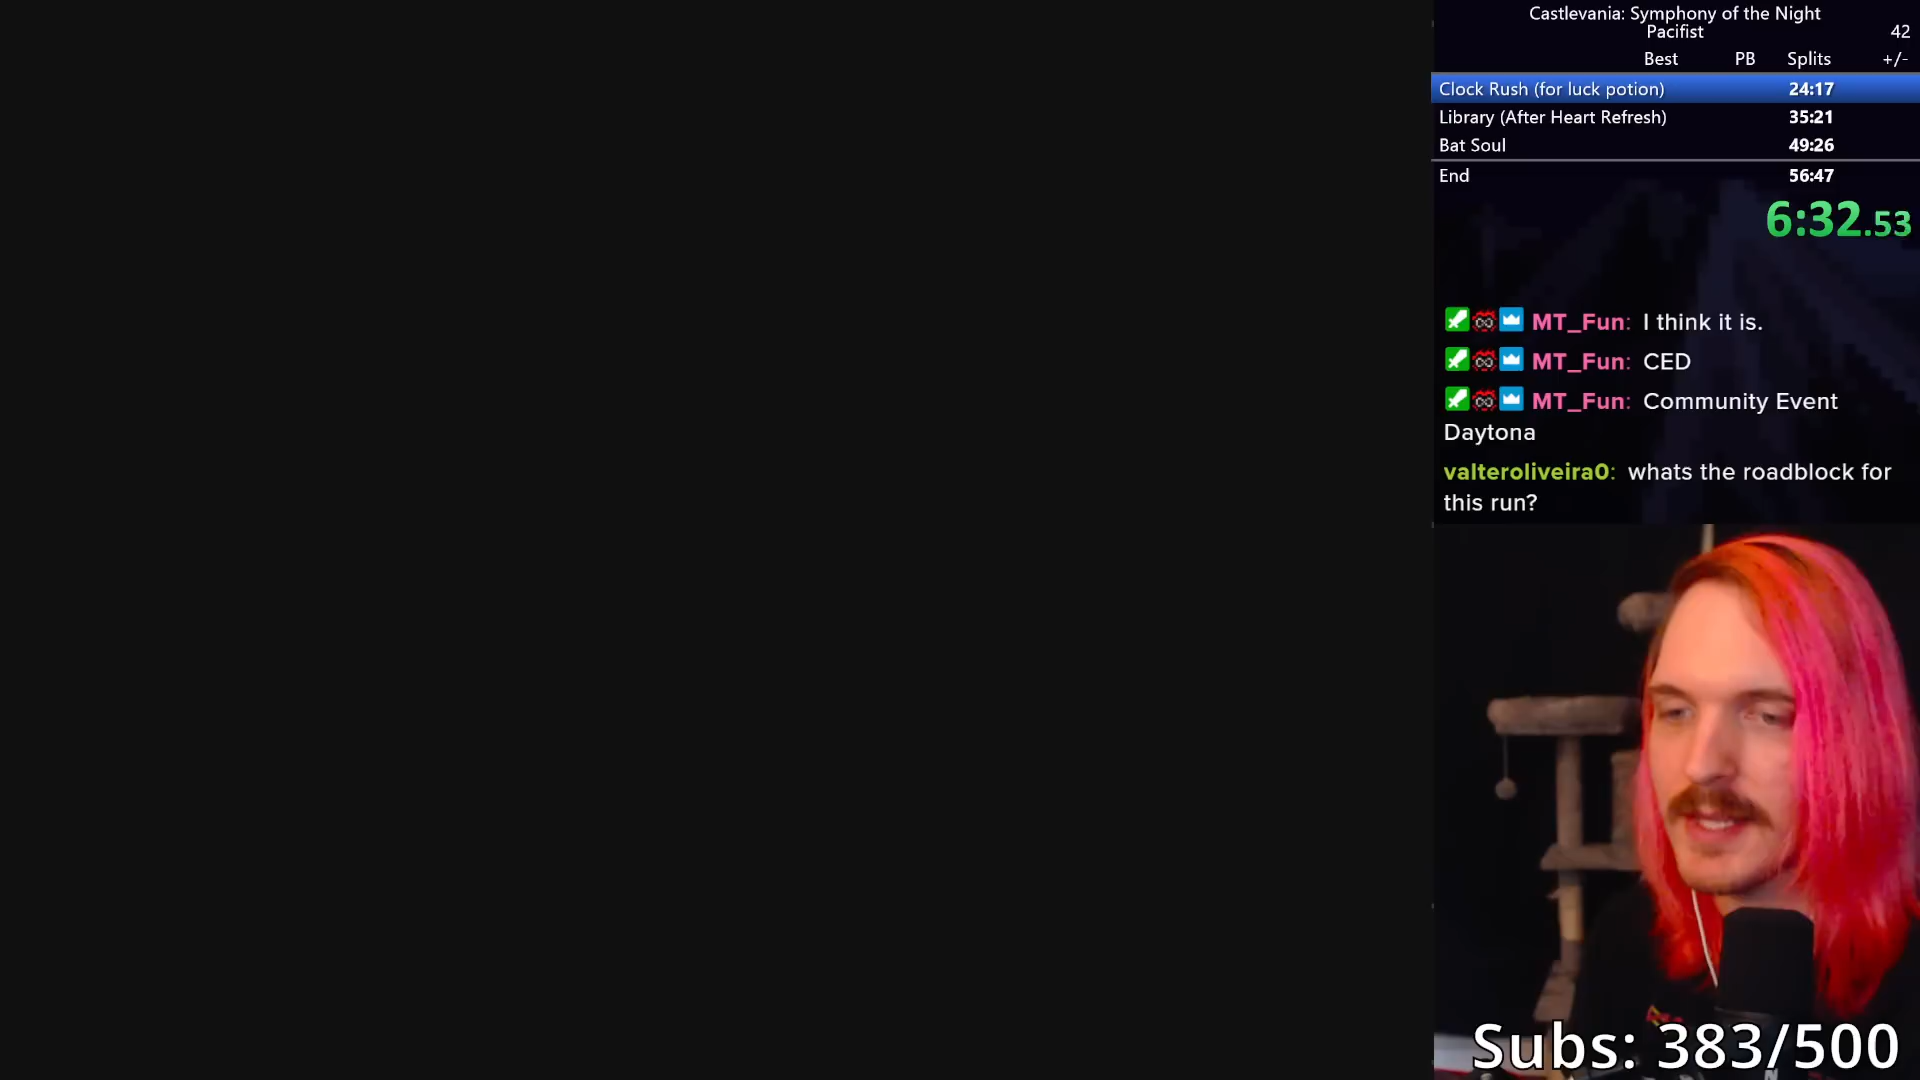 Castlevania: Symphony of the Night
Pacifist 42
Best PB Splits +/-
Clock Rush (for luck potion) 24:17
Library (After Heart Refresh) 35:21
Bat Soul 49:26
End 56:47
6:32.53
MT_Fun: I think it is.
MT_Fun: CED
MT_Fun: Community Event
Daytona
valteroliveira0: whats the roadblock for
this run?
Subs: 383/500